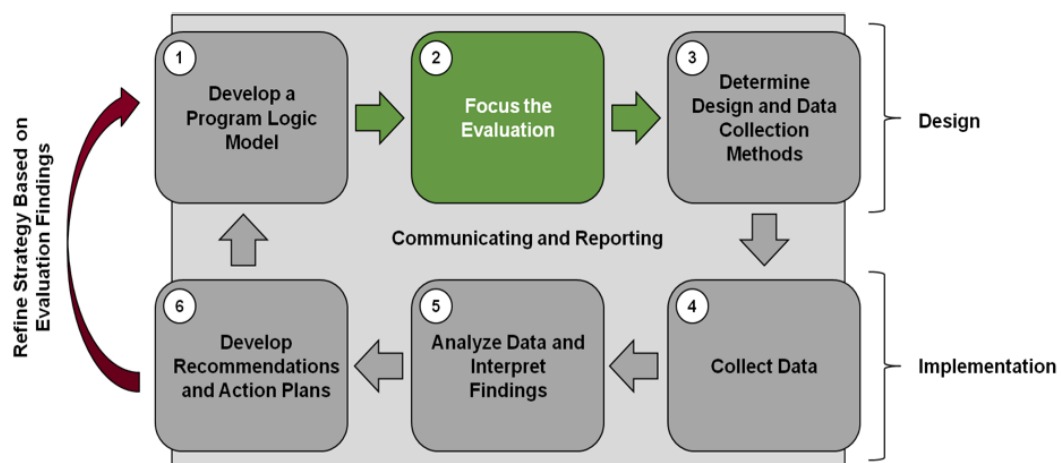 1
Develop a
Program Logic
Model
2
Focus the
Evaluation
3
Determine
Design and Data
Collection
Methods
Design
Refine Strategy Based on
Evaluation Findings
Communicating and Reporting
6
Develop
Recommendations
and Action Plans
5
Analyze Data and
Interpret
Findings
4
Collect Data
Implementation